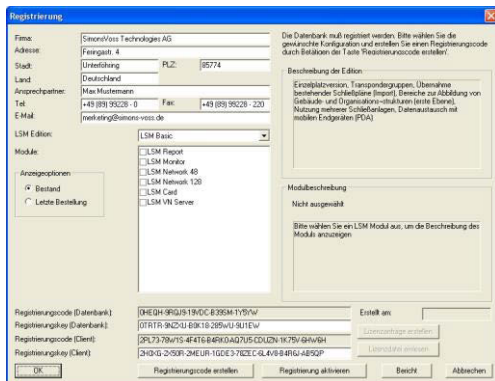 Registrierung
Firma: SimonsVoss Technologies AG
Adresse: Feringastr. 4
Stadt: Unterföhring PLZ: 85774
Land: Deutschland
Ansprechpartner: Max Mustermann
Tel: +49 (89) 99228 - 0 Fax: +49 (89) 99228 - 220
E-Mail: marketing@simons-voss.de
LSM Edition: LSM Basic
Module:
LSM Report
LSM Monitor
LSM Network 48
LSM Network 128
LSM Card
LSM VN Server
Anzeigeoptionen
Bestand
Letzte Bestellung
Die Datenbank muß registriert werden. Bitte wählen Sie die
gewünschte Konfiguration und erstellen Sie einen Registrierungscode
durch Betätigen der Taste 'Registrierungscode erstellen'.
Beschreibung der Edition
Einzelplatzversion, Transpondergruppen, Übernahme
bestehender Schließpläne (Import), Bereiche zur Abbildung von
Gebäude- und Organisations-strukturen (erste Ebene),
Nutzung mehrerer Schließanlagen, Datenaustausch mit
mobilen Endgeräten (PDA)
Modulbeschreibung
Nicht ausgewählt
Bitte wählen Sie ein LSM Modul aus, um die Beschreibung des
Moduls anzuzeigen
Registrierungscode (Datenbank): 0HEQH-9RQJ9-19VDC-B39SM-1Y5YW
Erstellt am:
Registrierungskey (Datenbank):
Lizenzanfrage erstellen
Registrierungscode (Client):
Lizenzdatei einlesen
Registrierungskey (Client):
OK Registrierungscode erstellen Registrierung aktivieren Bericht Abbrechen